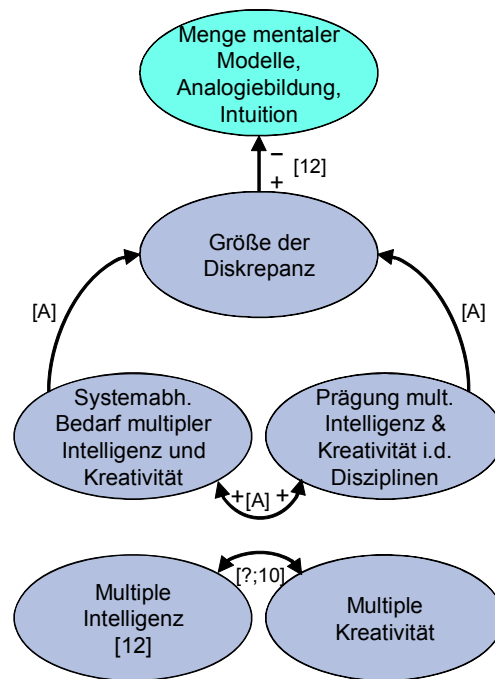 Menge mentaler
Modelle,
Analogiebildung,
Intuition
−
[12]
+
Größe der
Diskrepanz
[A]
[A]
Systemabh.
Bedarf multipler
Intelligenz und
Kreativität
Prägung mult.
Intelligenz &
Kreativität i.d.
Disziplinen
+[A] +
[?;10]
Multiple
Intelligenz
[12]
Multiple
Kreativität